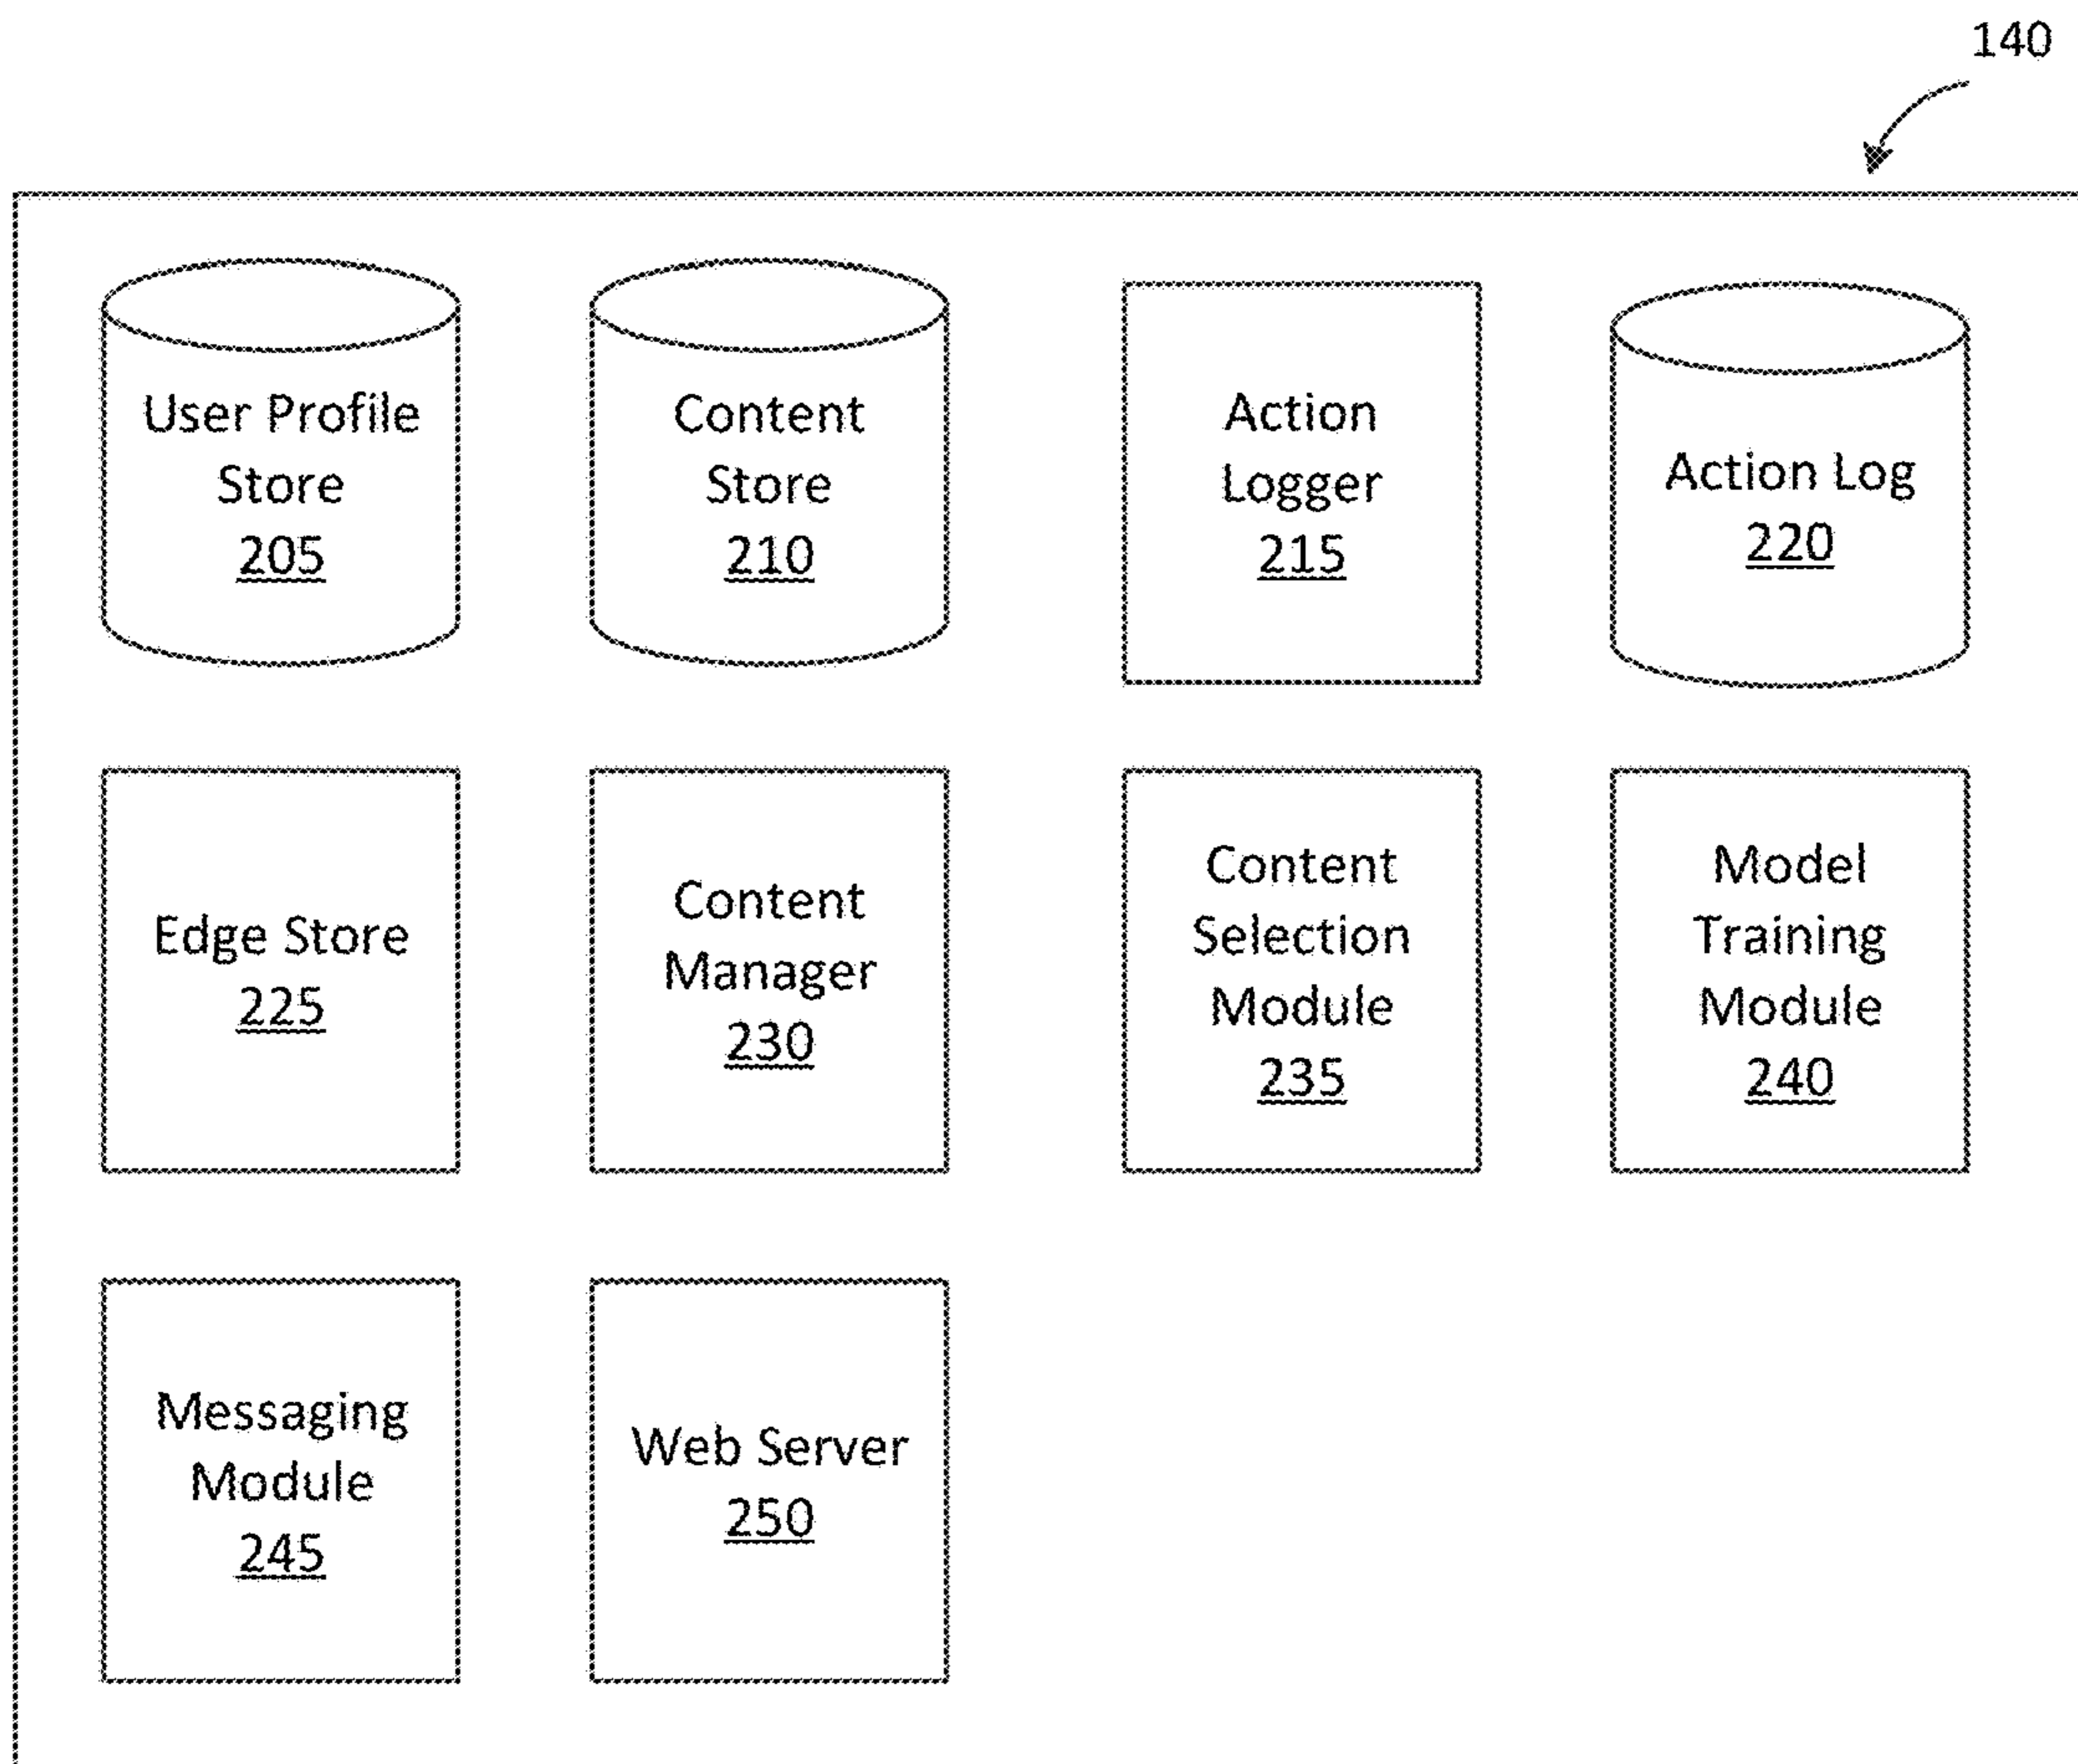 140
User Profile
Store
205
Content
Store
210
Action
Logger
215
Action Log
220
Edge Store
225
Content
Manager
230
Content
Selection
Module
235
Model
Training
Module
240
Messaging
Module
245
Web Server
250